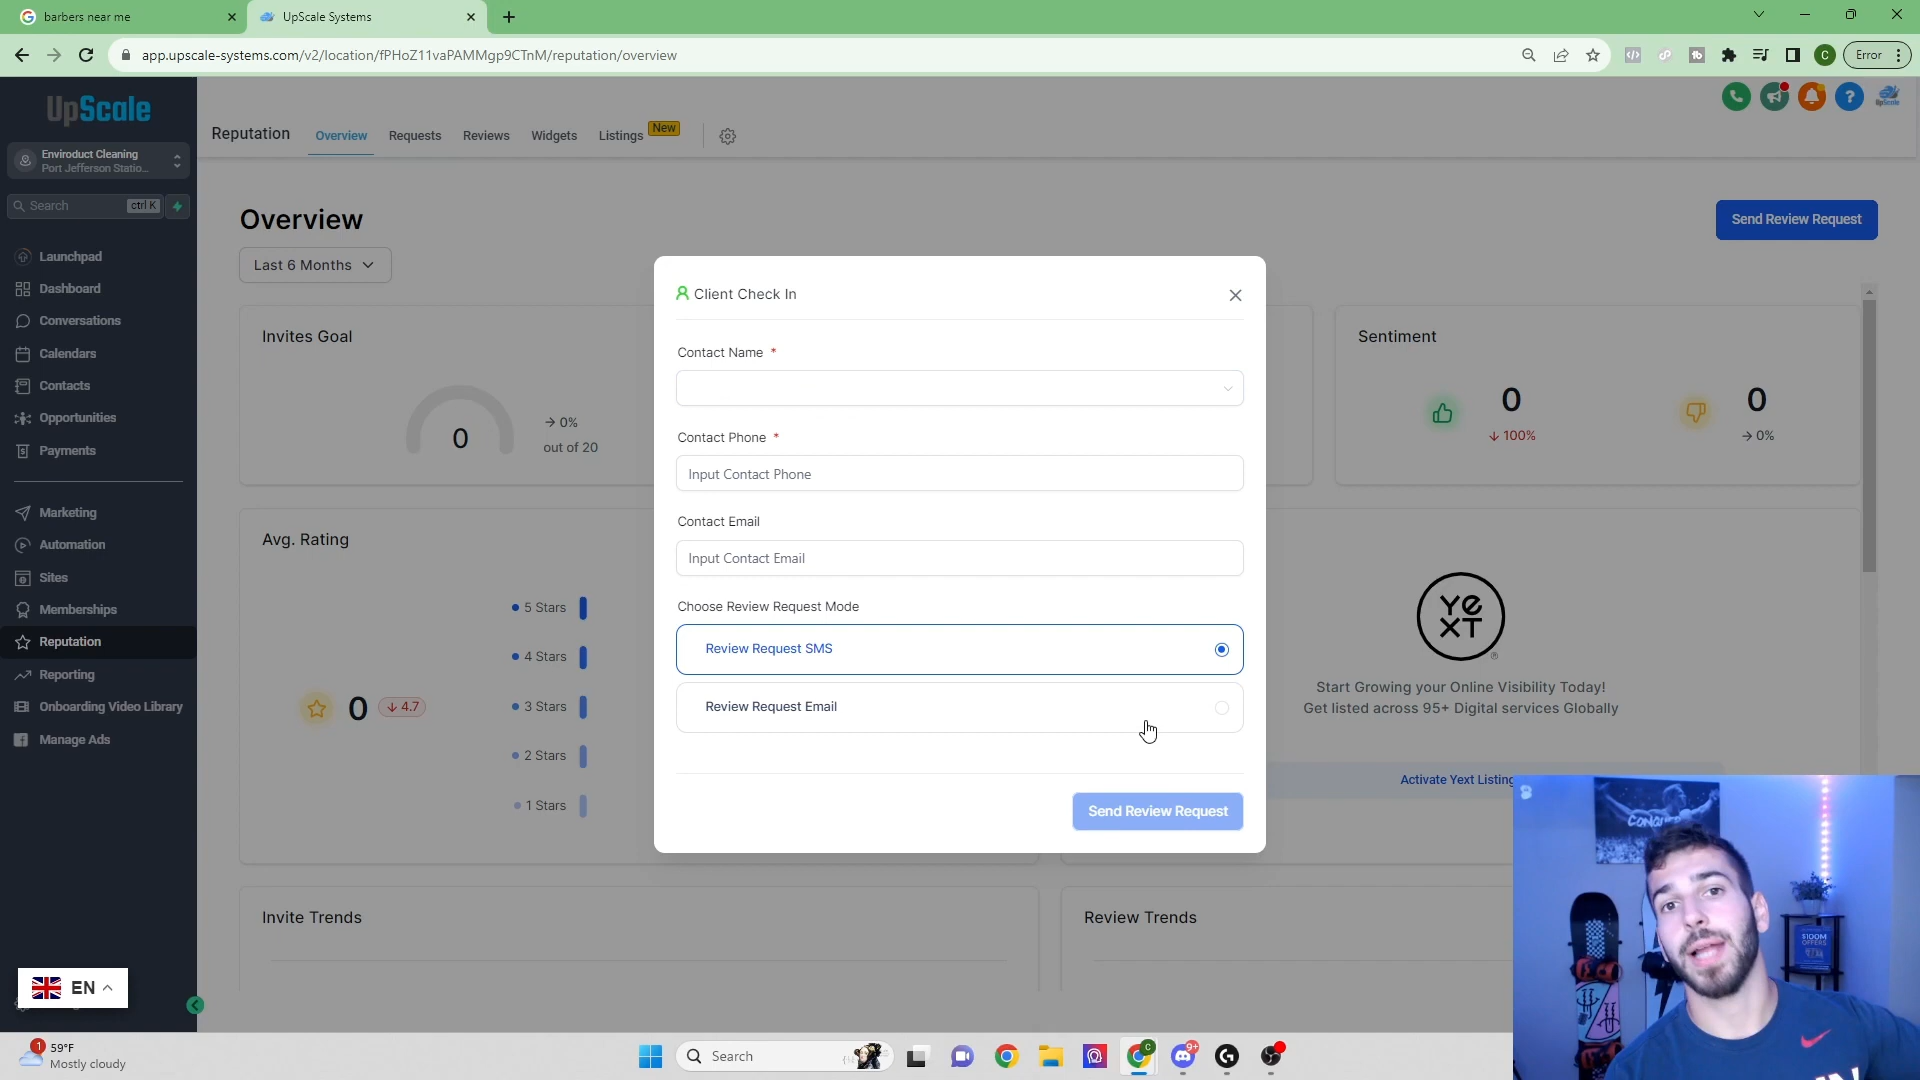 barbers near me
UpScale Systems
app.upscale-systems.com/v2/location/fPHoZ11vaPAMMgp9CTnM/reputation/overview
Error
UpScale
Enviroduct Cleaning
Port Jefferson Statio...
Search
ctrl K
Launchpad
Dashboard
Conversations
Calendars
Contacts
Opportunities
Payments
Marketing
Automation
Sites
Memberships
Reputation
Reporting
Onboarding Video Library
Manage Ads
EN
Reputation
Overview
Requests
Reviews
Widgets
Listings
New
Overview
Send Review Request
Last 6 Months
Invites Goal
0
→ 0%
out of 20
Sentiment
0
↓ 100%
0
→ 0%
Avg. Rating
0
↓ 4.7
5 Stars
4 Stars
3 Stars
2 Stars
1 Stars
Client Check In
Contact Name *
Contact Phone *
Input Contact Phone
Contact Email
Input Contact Email
Choose Review Request Mode
Review Request SMS
Review Request Email
Send Review Request
YEXT
Start Growing your Online Visibility Today!
Get listed across 95+ Digital services Globally
Activate Yext Listing
Invite Trends
Review Trends
CONQUER
$100M
OFFERS
1
59°F
Mostly cloudy
Search
C
9+